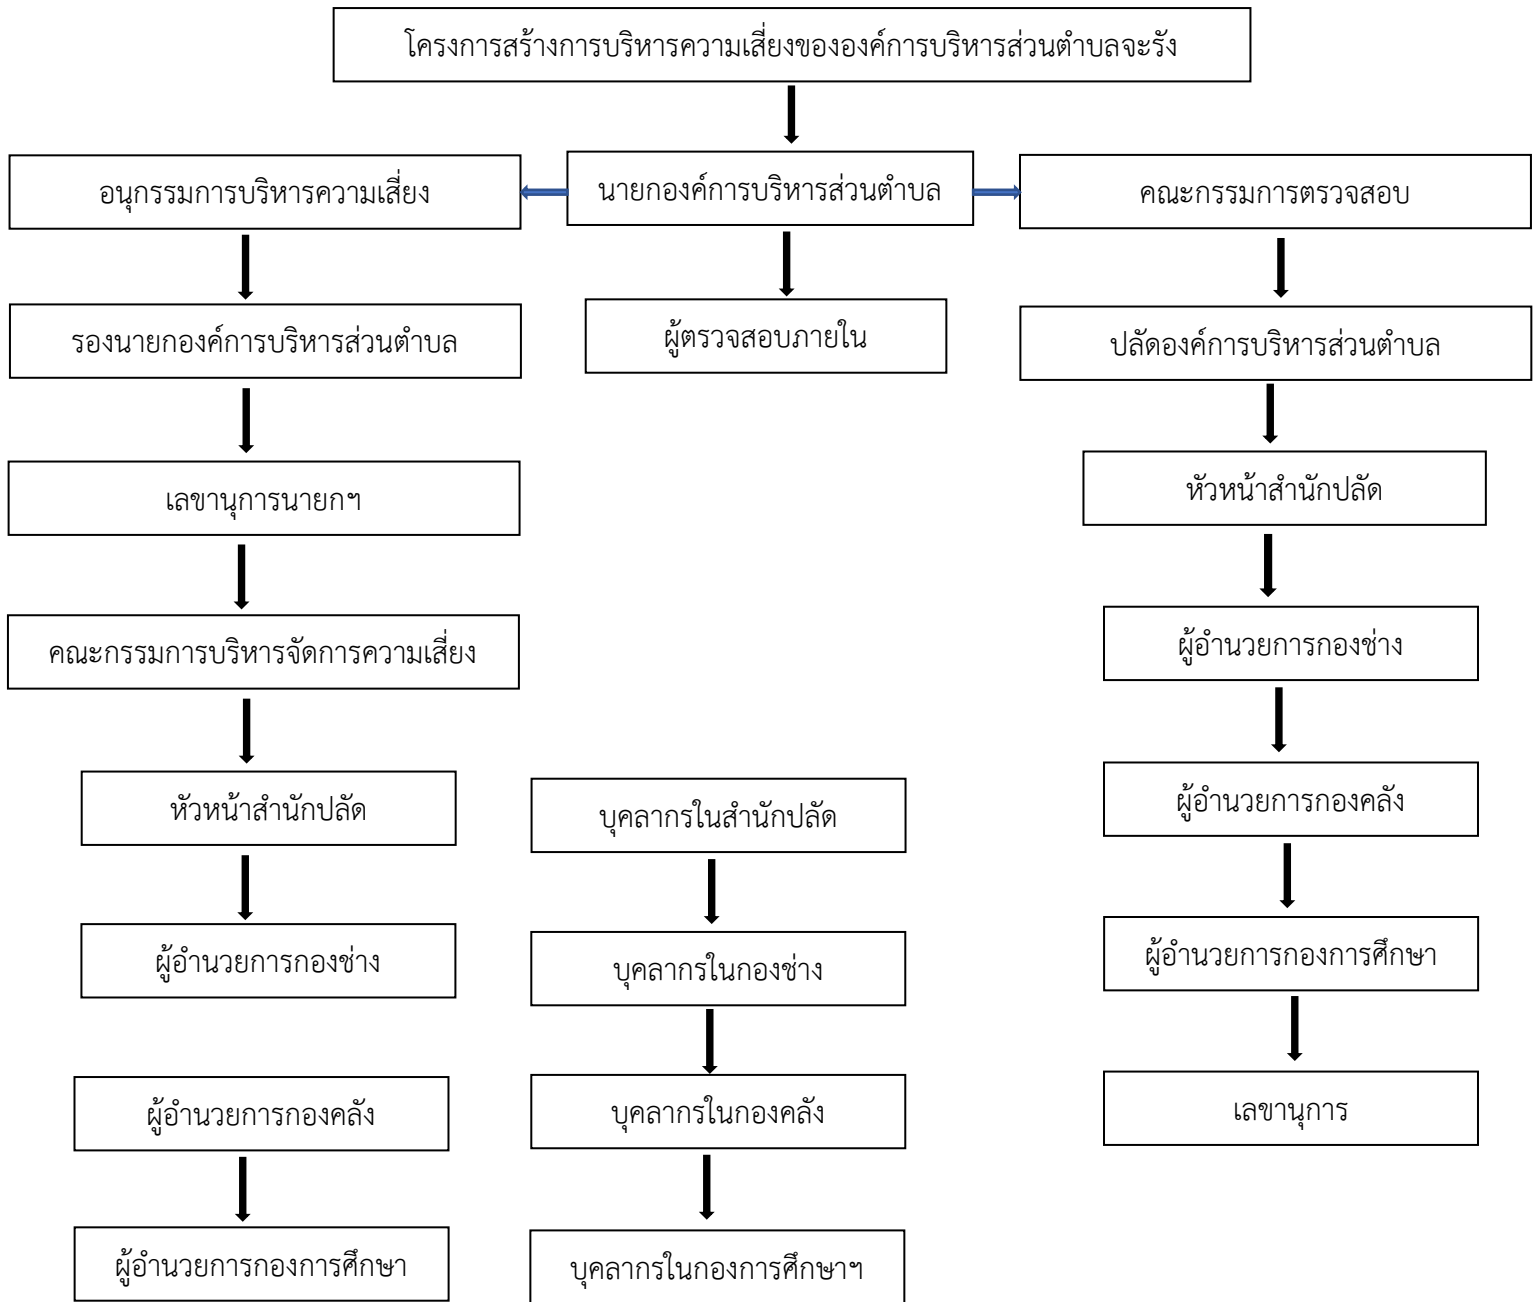 โครงการสร้างการบริหารความเสี่ยงขององค์การบริหารส่วนตำบลจะรัง
อนุกรรมการบริหารความเสี่ยง
นายกองค์การบริหารส่วนตำบล
คณะกรรมการตรวจสอบ
รองนายกองค์การบริหารส่วนตำบล
ผู้ตรวจสอบภายใน
ปลัดองค์การบริหารส่วนตำบล
เลขานุการนายกฯ
หัวหน้าสำนักปลัด
คณะกรรมการบริหารจัดการความเสี่ยง
ผู้อำนวยการกองช่าง
หัวหน้าสำนักปลัด
บุคลากรในสำนักปลัด
ผู้อำนวยการกองคลัง
ผู้อำนวยการกองช่าง
บุคลากรในกองช่าง
ผู้อำนวยการกองการศึกษา
ผู้อำนวยการกองคลัง
บุคลากรในกองคลัง
เลขานุการ
ผู้อำนวยการกองการศึกษา
บุคลากรในกองการศึกษาฯ